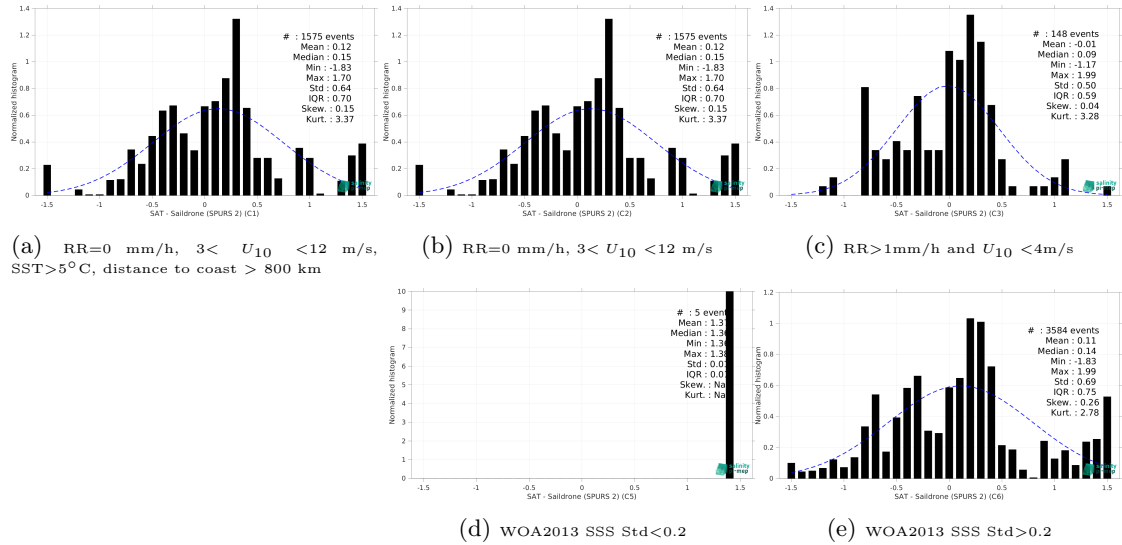 1.4
1.2
1
0.8
0.6
0.4
0.2
0
Normalized histogram
# : 1575 events
Mean : 0.12
Median : 0.15
Min : -1.83
Max : 1.70
Std : 0.64
IQR : 0.70
Skew. : 0.15
Kurt. : 3.37
-1.5 -1 -0.5 0 0.5 1 1.5
SAT - Saildrone (SPURS 2) (C1)
(a) RR=0 mm/h, 3< U10 <12 m/s,
SST>5°C, distance to coast > 800 km
1.4
1.2
1
0.8
0.6
0.4
0.2
0
Normalized histogram
# : 1575 events
Mean : 0.12
Median : 0.15
Min : -1.83
Max : 1.70
Std : 0.64
IQR : 0.70
Skew. : 0.15
Kurt. : 3.37
-1.5 -1 -0.5 0 0.5 1 1.5
SAT - Saildrone (SPURS 2) (C2)
(b) RR=0 mm/h, 3< U10 <12 m/s
1.4
1.2
1
0.8
0.6
0.4
0.2
0
Normalized histogram
# : 148 events
Mean : -0.01
Median : 0.09
Min : -1.17
Max : 1.99
Std : 0.50
IQR : 0.59
Skew. : 0.04
Kurt. : 3.28
salinity
-1.5 -1 -0.5 0 0.5 1 1.5
SAT - Saildrone (SPURS 2) (C3)
(c) RR>1mm/h and U10 <4m/s
10
9
8
7
6
5
4
3
2
1
0
Normalized histogram
# : 5 event
Mean :
Median :
Min :
Max :
Std :
IQR :
Skew. : Na
Kurt. : Na
salinity
-1.5 -1 -0.5 0 0.5 1 1.5
SAT - Saildrone (SPURS 2) (C5)
(d) WOA2013 SSS Std<0.2
1.2
1
0.8
0.6
0.4
0.2
0
Normalized histogram
# : 3584 events
Mean : 0.11
Median : 0.14
Min : -1.83
Max : 1.99
Std : 0.69
IQR : 0.75
Skew. : 0.26
Kurt. : 2.78
-1.5 -1 -0.5 0 0.5 1 1.5
SAT - Saildrone (SPURS 2) (C6)
(e) WOA2013 SSS Std>0.2